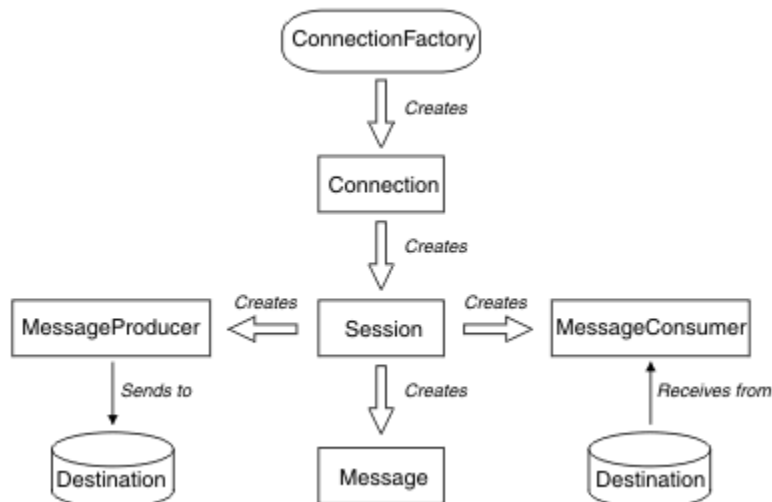 ConnectionFactory
Creates
Connection
Creates
Creates
Creates
MessageProducer
Session
MessageConsumer
Sends to
Creates
Receives from
Destination
Message
Destination